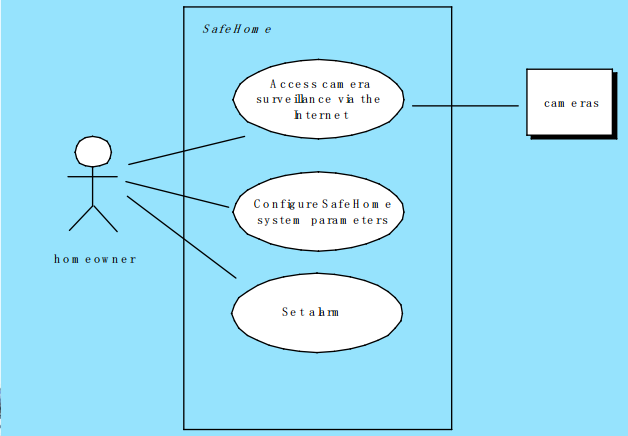 SafeHome
Access camera
surveillance via the
Internet
cameras
Configure SafeHome
system parameters
homeowner
Set alarm